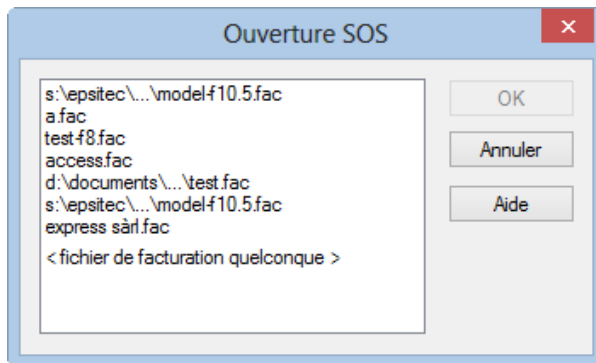 Ouverture SOS
s:\epsitec\...\model-f10.5.fac
a.fac
test-f8.fac
access.fac
d:\documents\...\test.fac
s:\epsitec\...\model-f10.5.fac
express sàrl.fac
< fichier de facturation quelconque >
OK
Annuler
Aide